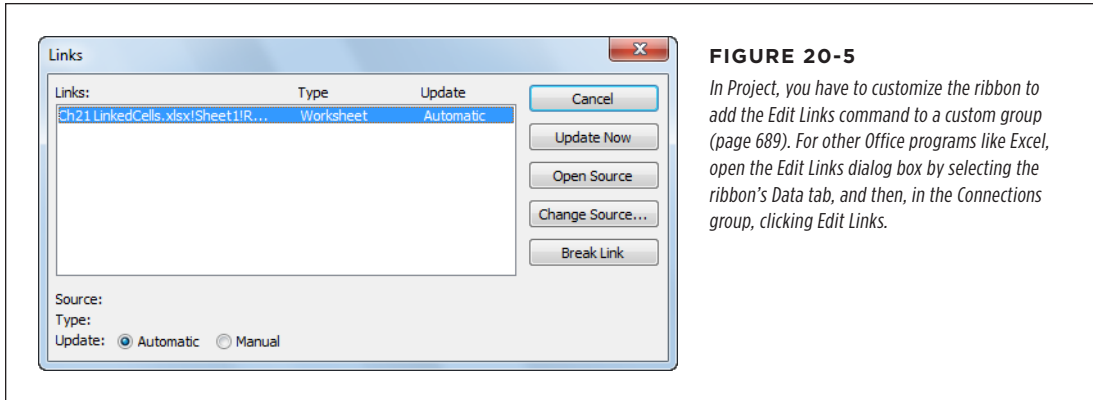 Links
Links: Type Update
Ch21 LinkedCells.xlsx!Sheet1!R... Worksheet Automatic
Cancel
Update Now
Open Source
Change Source...
Break Link
Source:
Type:
Update: Automatic Manual
FIGURE 20-5
In Project, you have to customize the ribbon to
add the Edit Links command to a custom group
(page 689). For other Office programs like Excel,
open the Edit Links dialog box by selecting the
ribbon's Data tab, and then, in the Connections
group, clicking Edit Links.